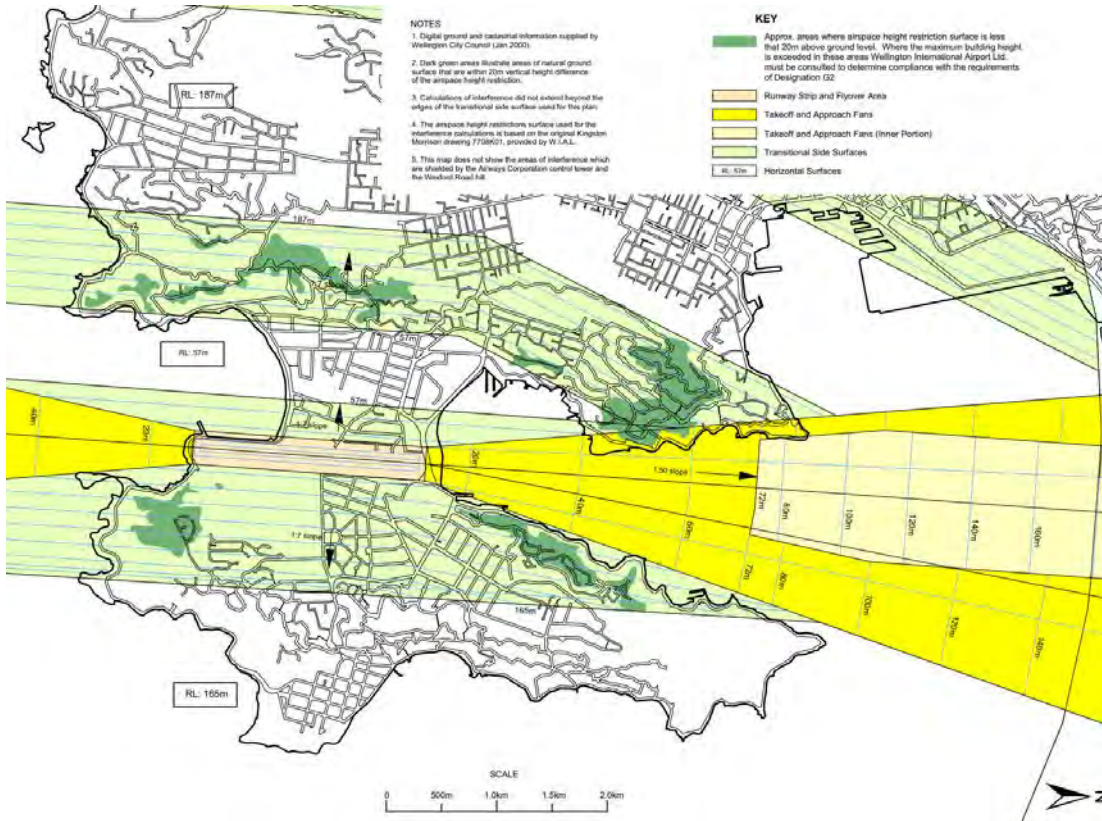 NOTES
1. Digital ground and cadastral information supplied by
Wellington City Council (Jan 2000).
2. Dark green areas illustrate areas of natural ground
surface that are within 20m vertical height difference
of the airspace height restriction.
3. Calculations of interference did not extend beyond the
edges of the transitional side surface used for this plan.
4. The airspace height restrictions surface used for the
interference calculations is based on the original Kingston
Morrison drawing 7708K01, provided by W.I.A.L.
5. This map does not show the areas of interference which
are shielded by the Airways Corporation control tower and
the Wexford Road hill.
KEY
Approx. areas where airspace height restriction surface is less
that 20m above ground level. Where the maximum building height
is exceeded in these areas Wellington International Airport Ltd.
must be consulted to determine compliance with the requirements
of Designation G2
Runway Strip and Flyover Area
Takeoff and Approach Fans
Takeoff and Approach Fans (Inner Portion)
Transitional Side Surfaces
RL: 57m
Horizontal Surfaces
RL: 187m
187m
RL: 57m
57m
57m
1:7 slope
40m
20m
20m
1:50 slope
40m
60m
72m
72m
80m
80m
100m
120m
140m
160m
120m
1:7 slope
165m
RL: 165m
SCALE
0
500m
1.0km
1.5km
2.0km